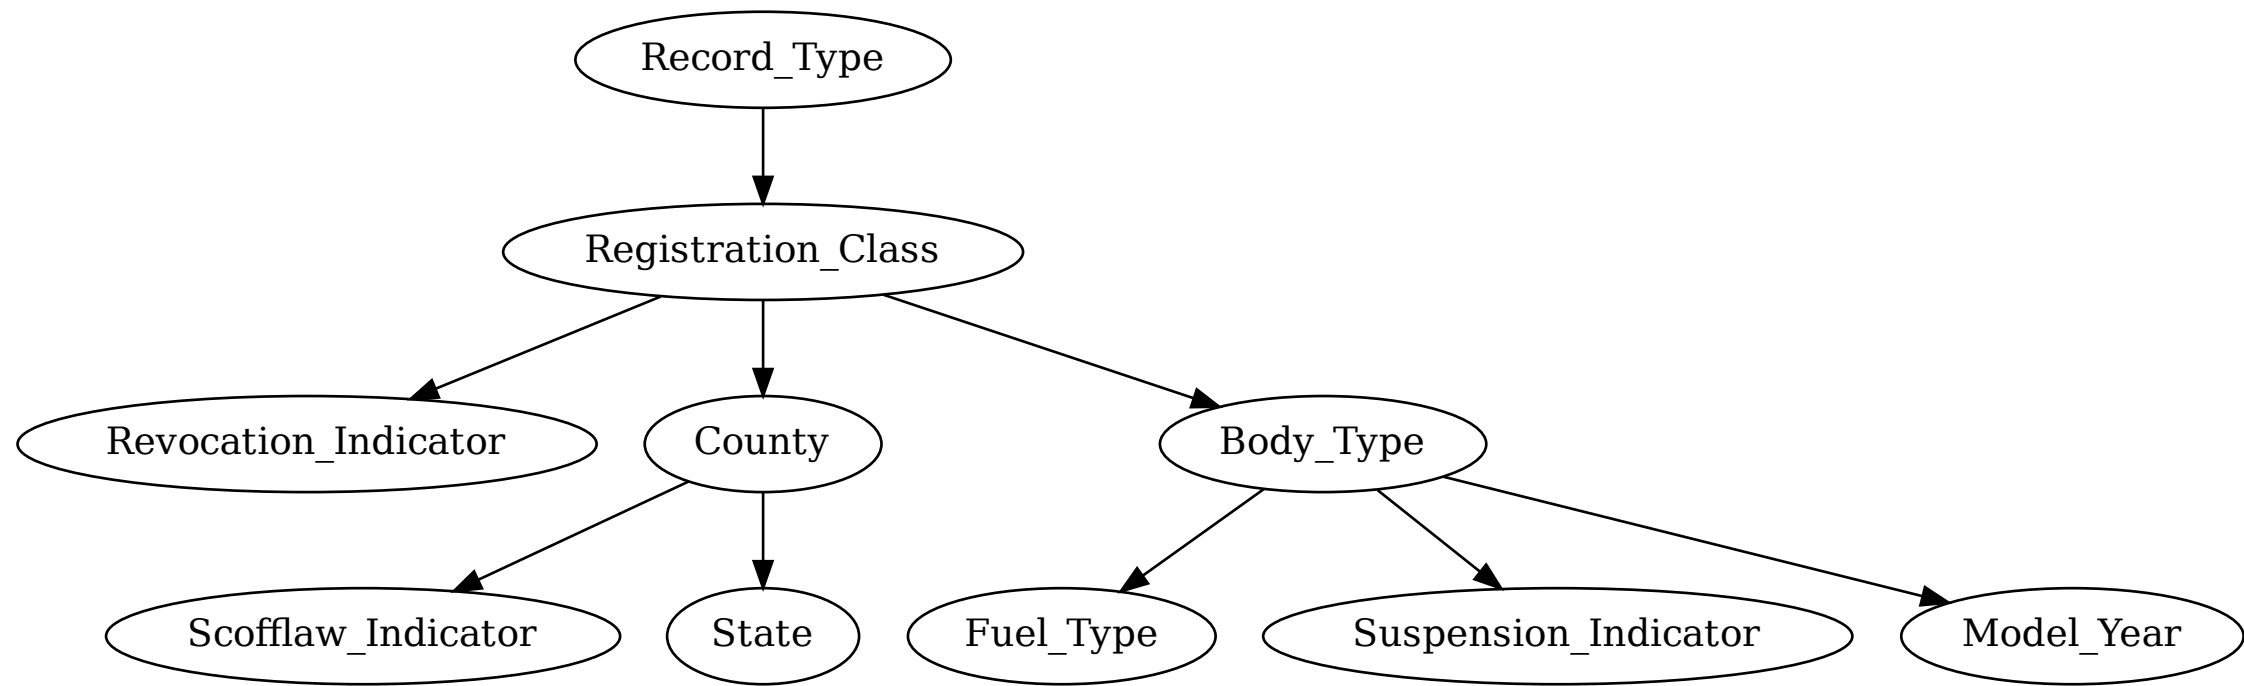 Record_Type
Registration_Class
Revocation_Indicator
County
Body_Type
Scofflaw_Indicator
State
Fuel_Type
Suspension_Indicator
Model_Year